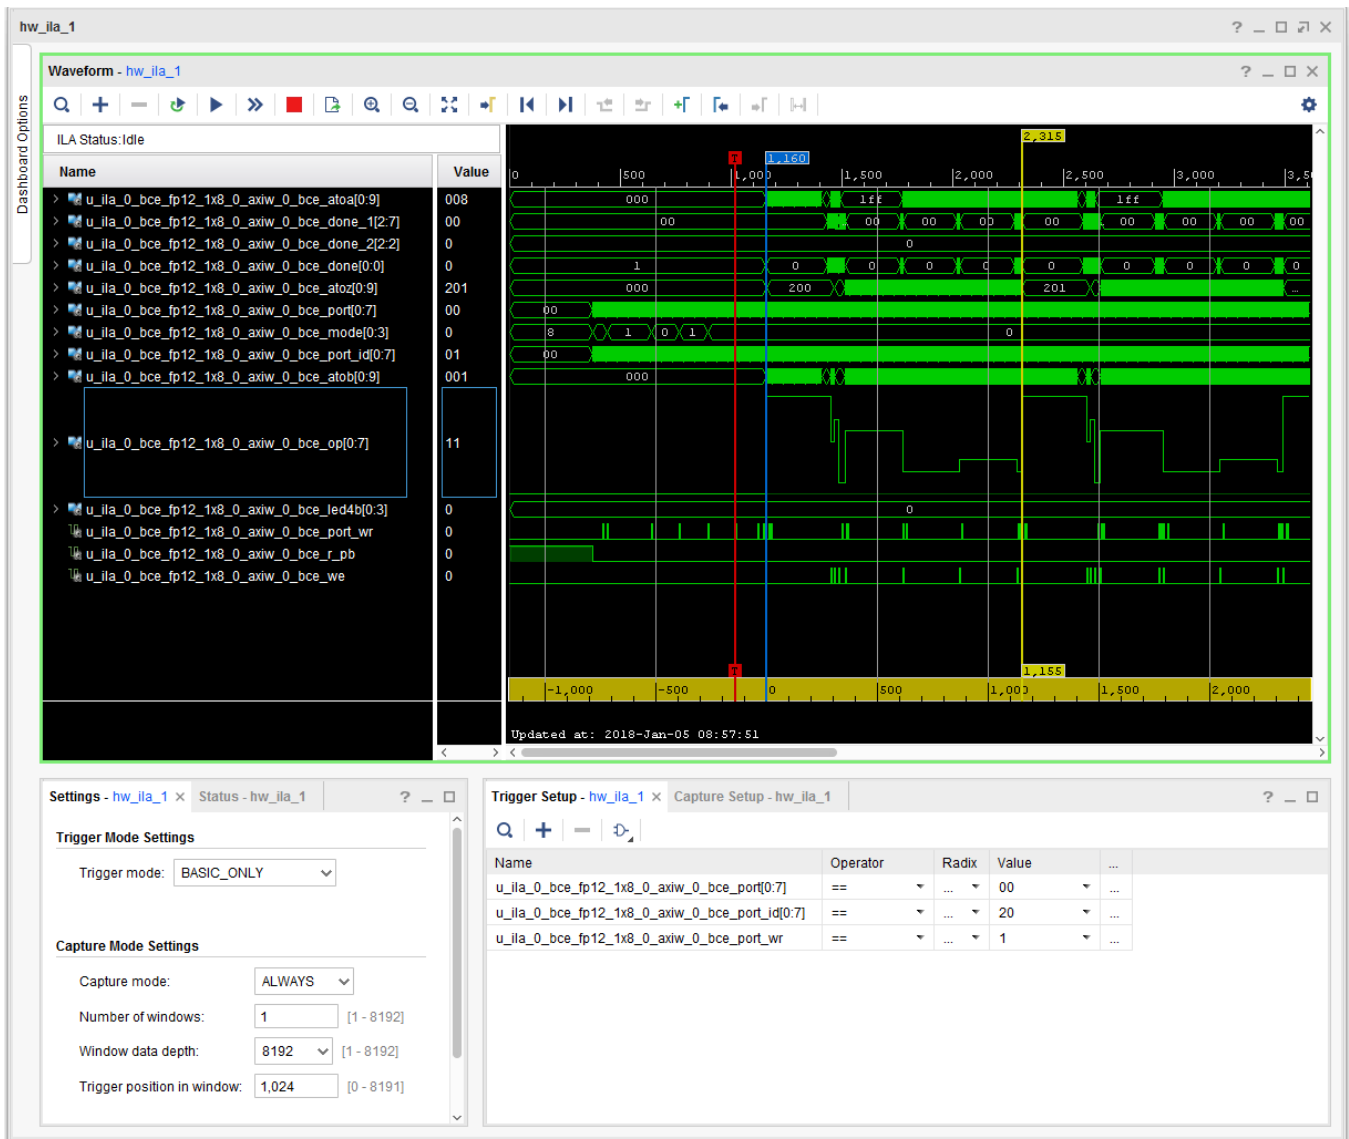 hw_ila_1
Dashboard Options
Waveform - hw_ila_1
ILA Status:Idle
Name Value
2,315
1,160
0 500 1,000 1,500 2,000 2,500 3,000 3,5
u_ila_0_bce_fp12_1x8_0_axiw_0_bce_atoa[0:9] 008 000 1ff 1ff
u_ila_0_bce_fp12_1x8_0_axiw_0_bce_done_1[2:7] 00 00 00 00 00 00 00 00 00 00
u_ila_0_bce_fp12_1x8_0_axiw_0_bce_done_2[2:2] 0 0
u_ila_0_bce_fp12_1x8_0_axiw_0_bce_done[0:0] 0 1 0 0 0 0 0 0 0 0
u_ila_0_bce_fp12_1x8_0_axiw_0_bce_atoz[0:9] 201 000 200 201 ...
u_ila_0_bce_fp12_1x8_0_axiw_0_bce_port[0:7] 00 00
u_ila_0_bce_fp12_1x8_0_axiw_0_bce_mode[0:3] 0 8 1 0 1 0
u_ila_0_bce_fp12_1x8_0_axiw_0_bce_port_id[0:7] 01 00
u_ila_0_bce_fp12_1x8_0_axiw_0_bce_atob[0:9] 001 000
u_ila_0_bce_fp12_1x8_0_axiw_0_bce_op[0:7] 11
u_ila_0_bce_fp12_1x8_0_axiw_0_bce_led4b[0:3] 0 0
u_ila_0_bce_fp12_1x8_0_axiw_0_bce_port_wr 0
u_ila_0_bce_fp12_1x8_0_axiw_0_bce_r_pb 0
u_ila_0_bce_fp12_1x8_0_axiw_0_bce_we 0
1,155
-1,000 -500 0 500 1,000 1,500 2,000
Updated at: 2018-Jan-05 08:57:51
Settings - hw_ila_1 Status - hw_ila_1
Trigger Mode Settings
Trigger mode: BASIC_ONLY
Capture Mode Settings
Capture mode: ALWAYS
Number of windows: 1 [1 - 8192]
Window data depth: 8192 [1 - 8192]
Trigger position in window: 1,024 [0 - 8191]
Trigger Setup - hw_ila_1 Capture Setup - hw_ila_1
Name Operator Radix Value ...
u_ila_0_bce_fp12_1x8_0_axiw_0_bce_port[0:7] == ... 00 ...
u_ila_0_bce_fp12_1x8_0_axiw_0_bce_port_id[0:7] == ... 20 ...
u_ila_0_bce_fp12_1x8_0_axiw_0_bce_port_wr == ... 1 ...